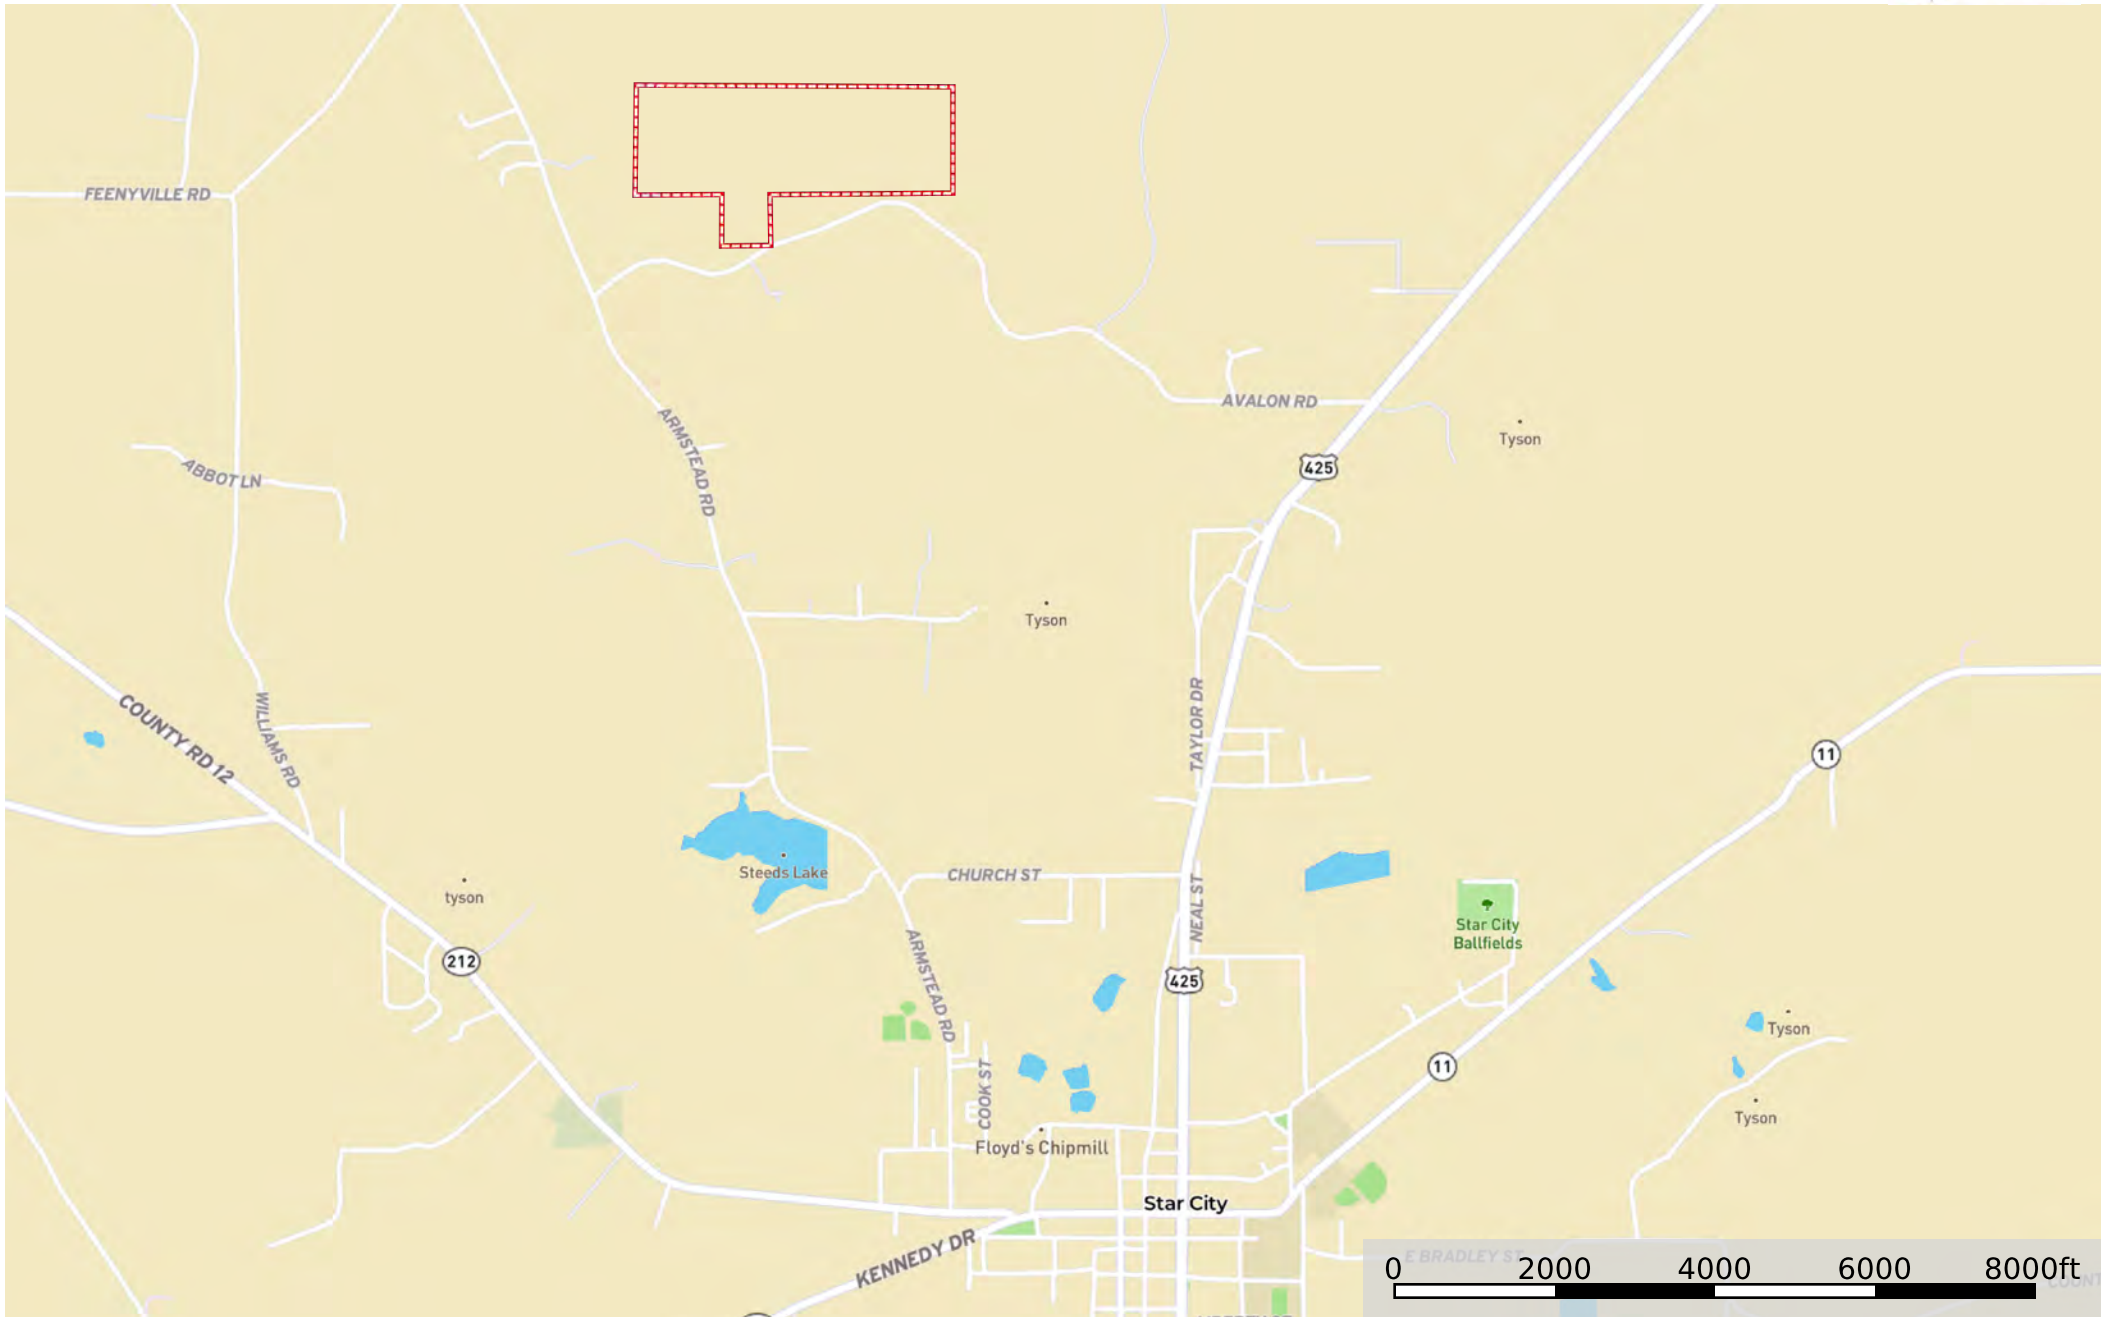 FEENYVILLE RD
AVALON RD
Tyson
ARMSTEAD RD
425
ABBOT LN
Tyson
TAYLOR DR
WILLIAMS RD
COUNTY RD 12
11
Steeds Lake
CHURCH ST
tyson
NEAL ST
Star City
Ballfields
212
425
ARMSTEAD RD
Tyson
11
COOK ST
Tyson
Floyd's Chipmill
Star City
KENNEDY DR
E BRADLEY ST
0 2000 4000 6000 8000ft